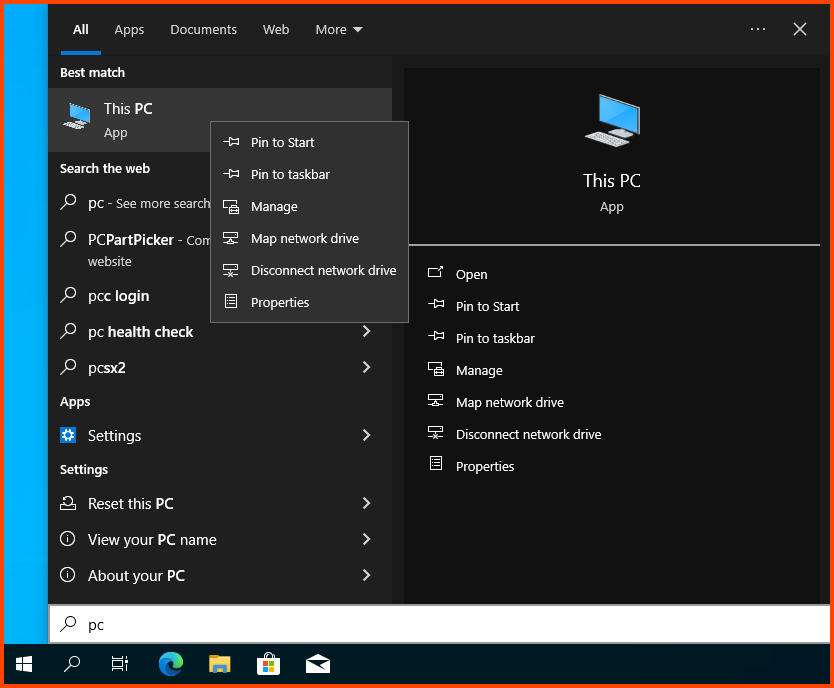 All Apps Documents Web More
Best match
This PC
App
Search the web
pc - See more search
PCPartPicker - Com
website
pcc login
pc health check
pcsx2
Apps
Settings
Settings
Reset this PC
View your PC name
About your PC
pc
Pin to Start
Pin to taskbar
Manage
Map network drive
Disconnect network drive
Properties
This PC
App
Open
Pin to Start
Pin to taskbar
Manage
Map network drive
Disconnect network drive
Properties